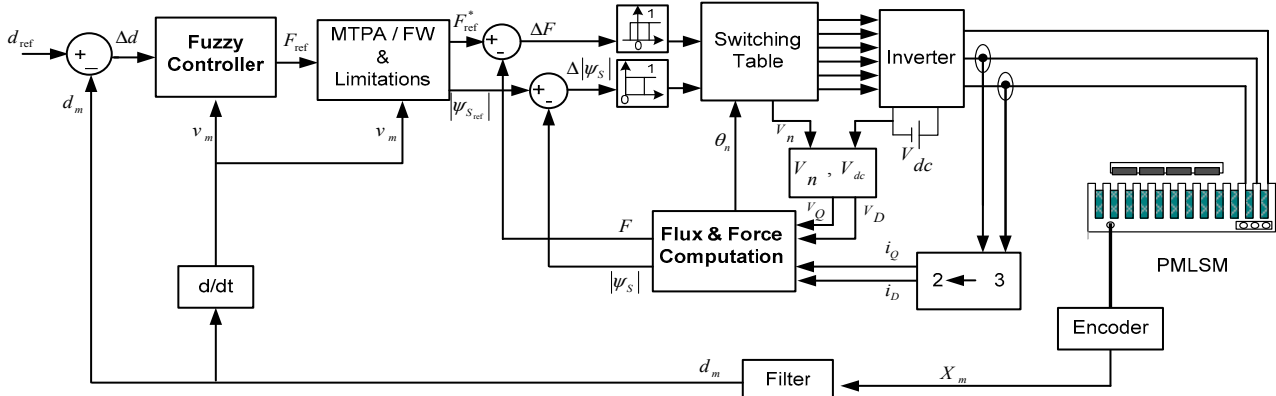 d_ref
+
−
Δd
d_m
Fuzzy
Controller
F_ref
v_m
MTPA / FW
&
Limitations
v_m
F*_ref
|ψ_S_ref|
+
-
ΔF
+
-
Δ|ψ_S|
1
0
1
0
Switching
Table
Inverter
V_n
V_dc
θ_n
V_n , V_dc
V_Q
V_D
F
|ψ_S|
Flux & Force
Computation
i_Q
i_D
2 ← 3
PMLSM
d/dt
Encoder
d_m
Filter
X_m